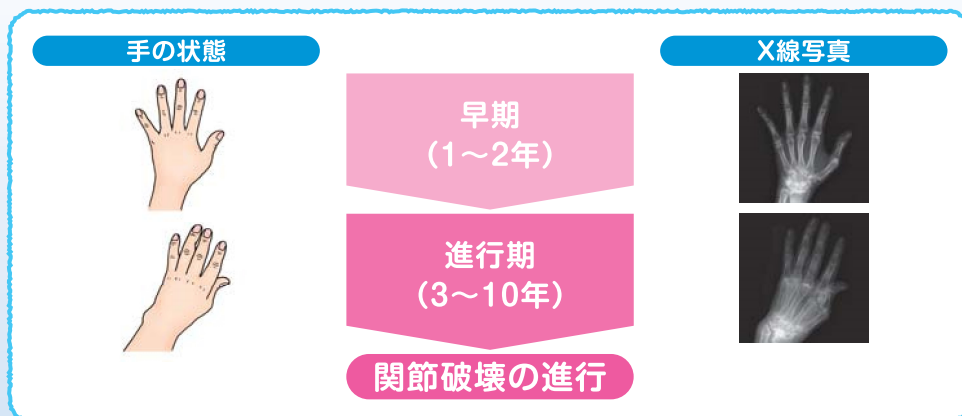 手の状態
X線写真
早期
(1〜2年)
進行期
(3〜10年)
関節破壊の進行